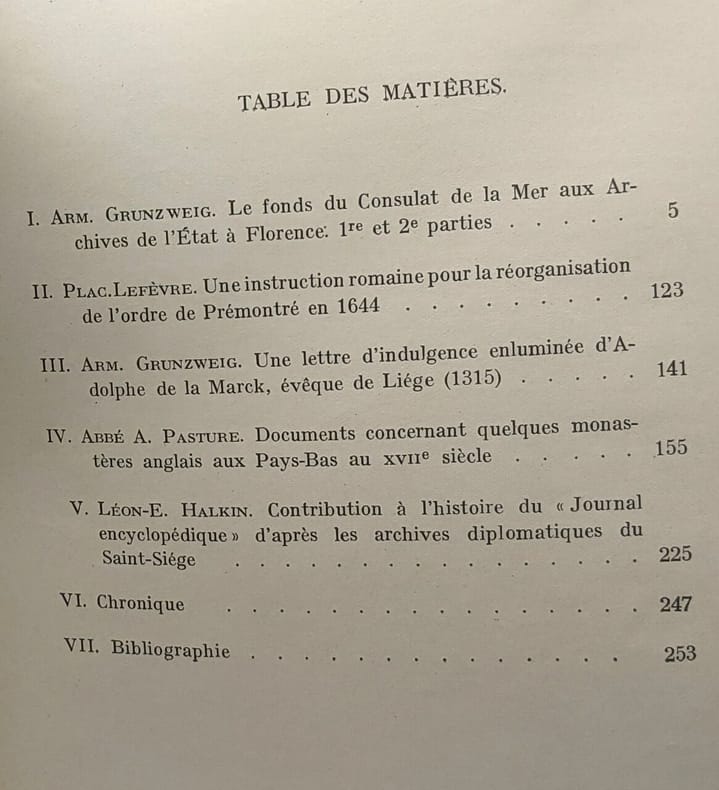 TABLE DES MATIÈRES.
I. ARM. GRUNZWEIG. Le fonds du Consulat de la Mer aux Ar-
chives de l'État à Florence: 1re et 2e parties . . . . . 5
II. PLAC.LEFÈVRE. Une instruction romaine pour la réorganisation
de l'ordre de Prémontré en 1644 . . . . . . . . . 123
III. ARM. GRUNZWEIG. Une lettre d'indulgence enluminée d'A-
dolphe de la Marck, évêque de Liége (1315) . . . . . 141
IV. ABBÉ A. PASTURE. Documents concernant quelques monas-
tères anglais aux Pays-Bas au XVIIe siècle . . . . . 155
V. LÉON-E. HALKIN. Contribution à l'histoire du « Journal
encyclopédique » d'après les archives diplomatiques du
Saint-Siége . . . . . . . . . . . . . 225
VI. Chronique . . . . . . . . . . . . . . . . 247
VII. Bibliographie . . . . . . . . . . . . . . 253